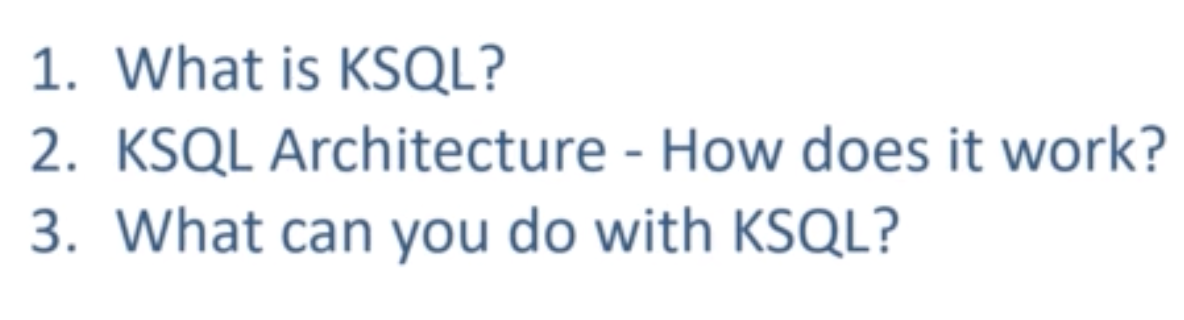 1. What is KSQL?
2. KSQL Architecture - How does it work?
3. What can you do with KSQL?